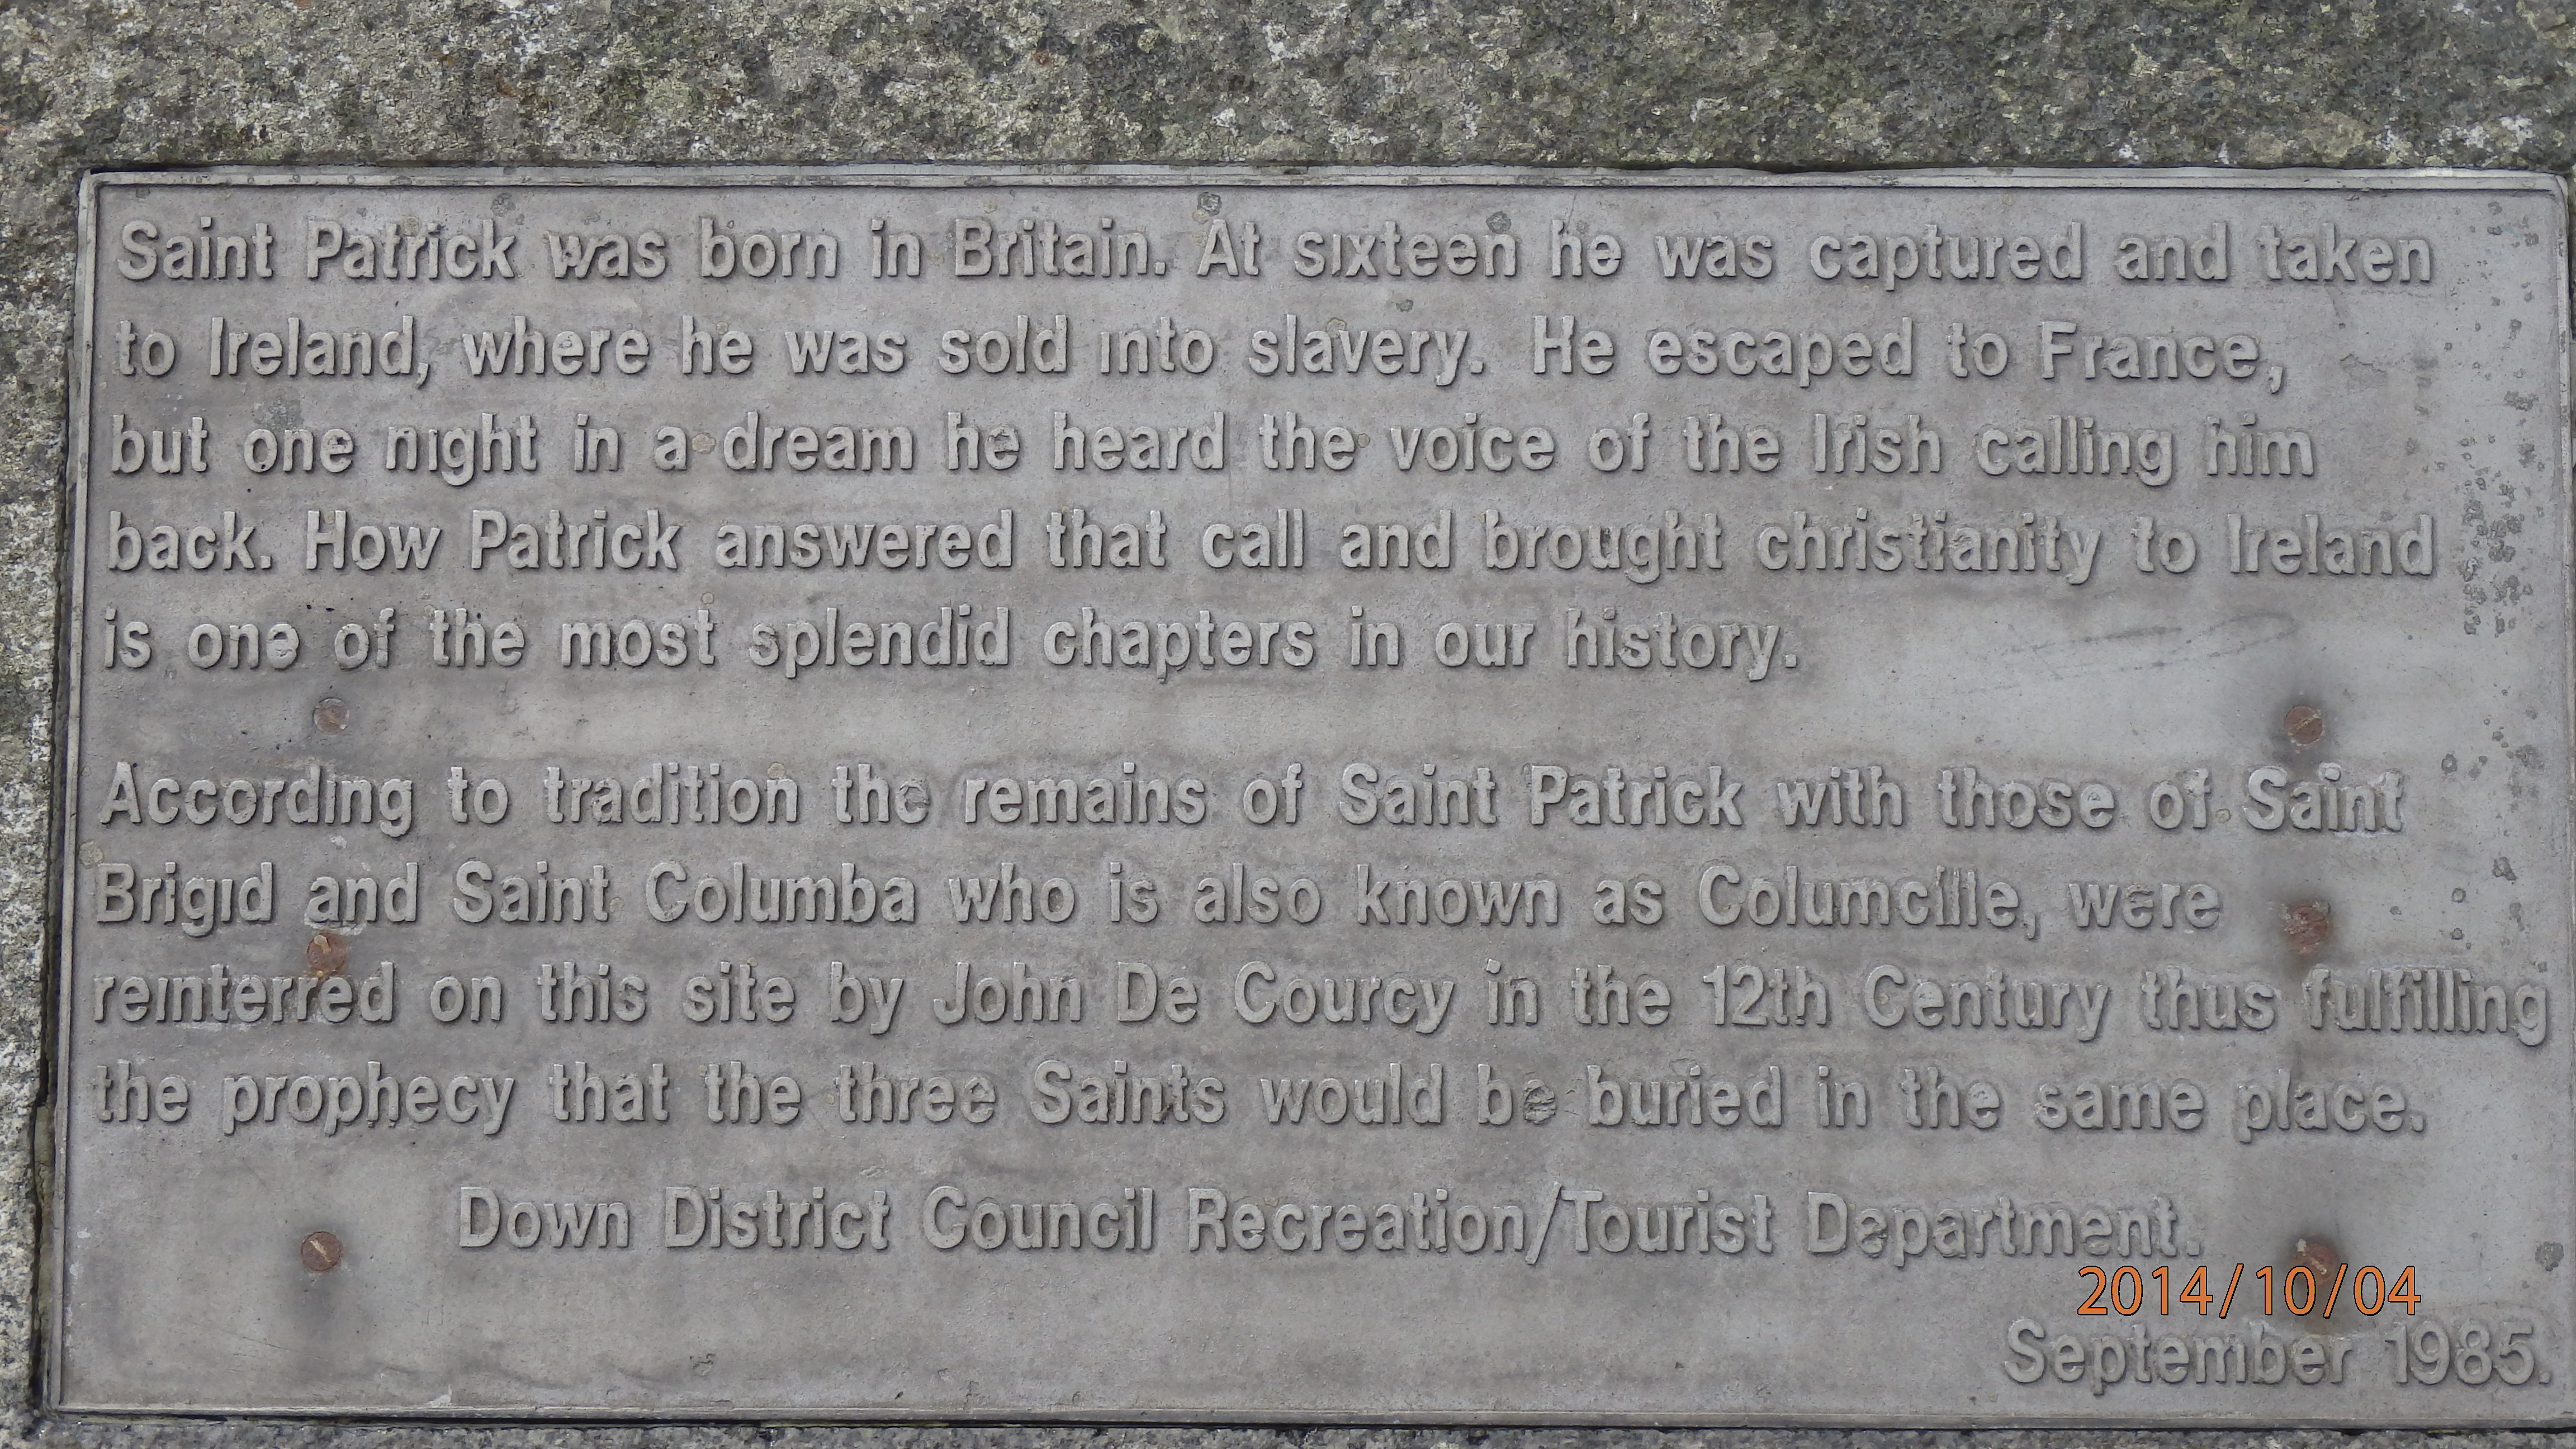 Saint Patrick was born in Britain. At sixteen he was captured and taken
to Ireland, where he was sold into slavery. He escaped to France,
but one night in a dream he heard the voice of the Irish calling him
back. How Patrick answered that call and brought christianity to Ireland
is one of the most splendid chapters in our history.
According to tradition the remains of Saint Patrick with those of Saint
Brigid and Saint Columba who is also known as Columcille, were
reinterred on this site by John De Courcy in the 12th Century thus fulfilling
the prophecy that the three Saints would be buried in the same place.
Down District Council Recreation/Tourist Department.
2014/10/04
September 1985.